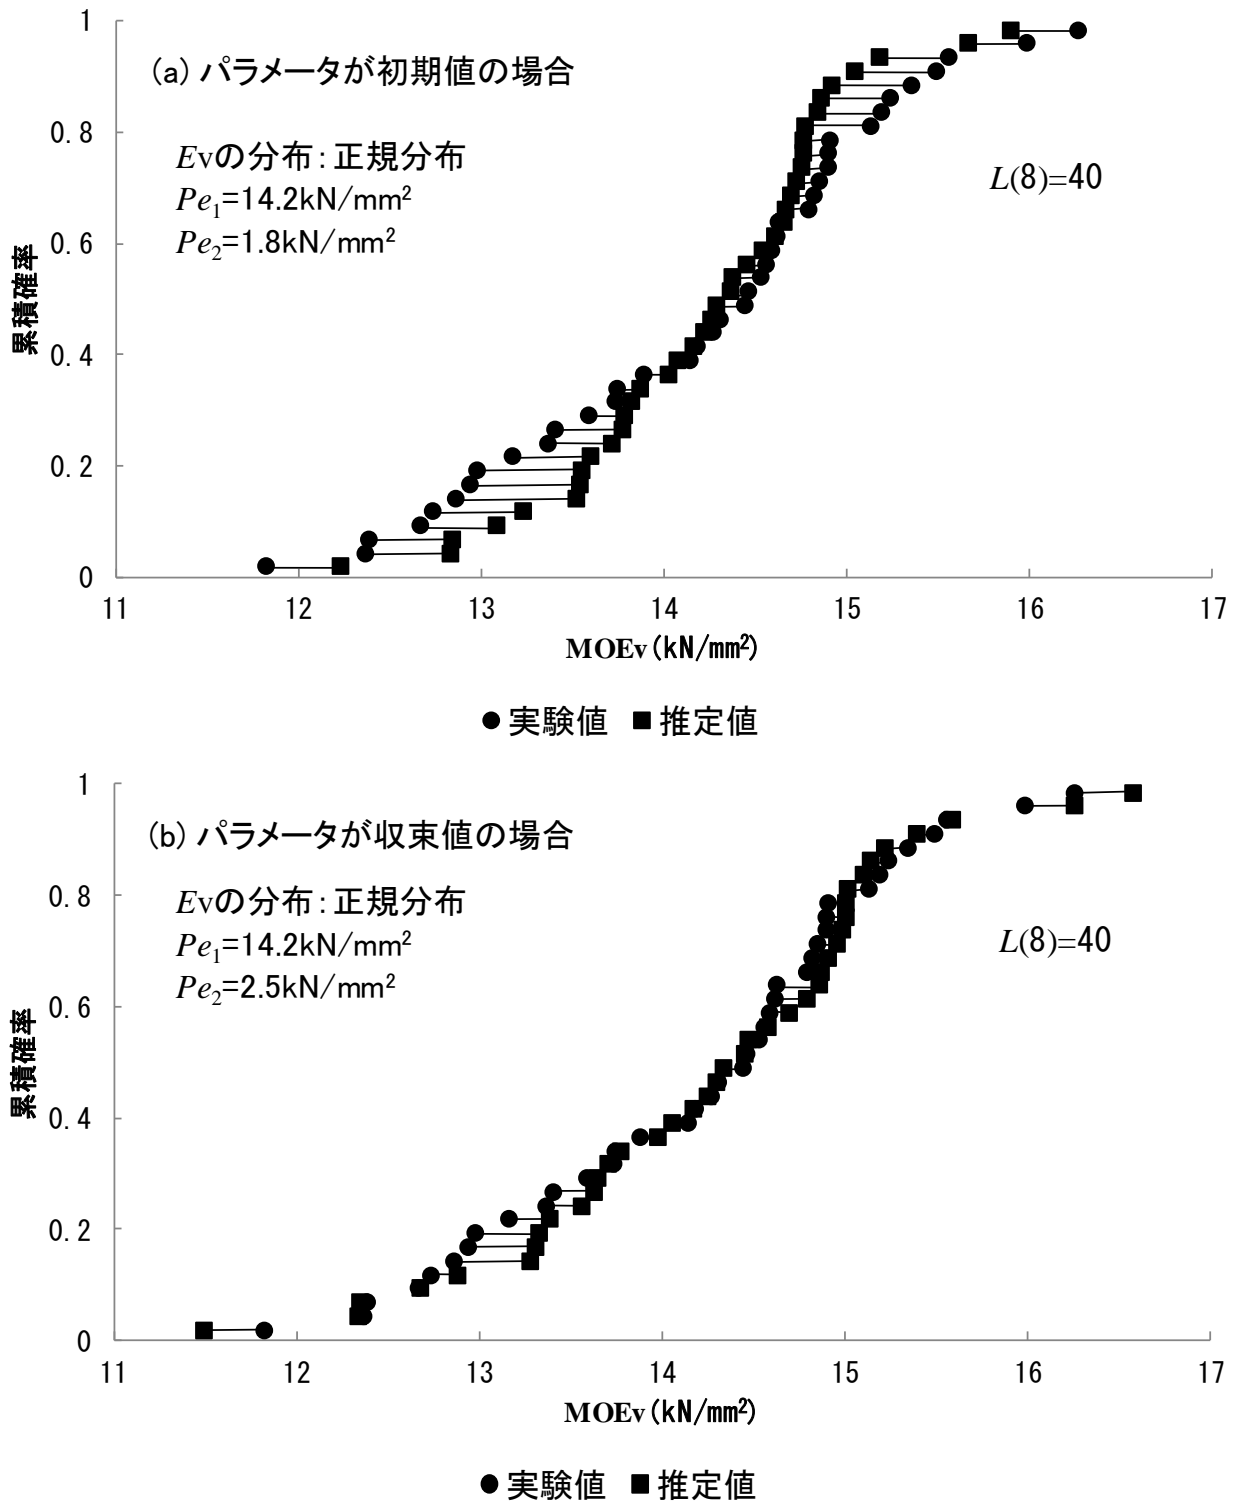 (a) パラメータが初期値の場合
Evの分布：正規分布
Pe₁=14.2kN/mm²
Pe₂=1.8kN/mm²
L(8)=40
累積確率
1
0.8
0.6
0.4
0.2
0
11 12 13 14 15 16 17
MOEv(kN/mm²)
●実験値 ■推定値
(b) パラメータが収束値の場合
Evの分布：正規分布
Pe₁=14.2kN/mm²
Pe₂=2.5kN/mm²
L(8)=40
累積確率
1
0.8
0.6
0.4
0.2
0
11 12 13 14 15 16 17
MOEv(kN/mm²)
●実験値 ■推定値